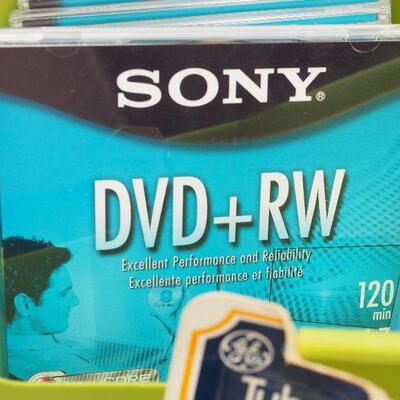 SONY®
DVD+RW
Excellent Performance and Reliability
Excellente performance et fiabilité
120
min
GE
Tub